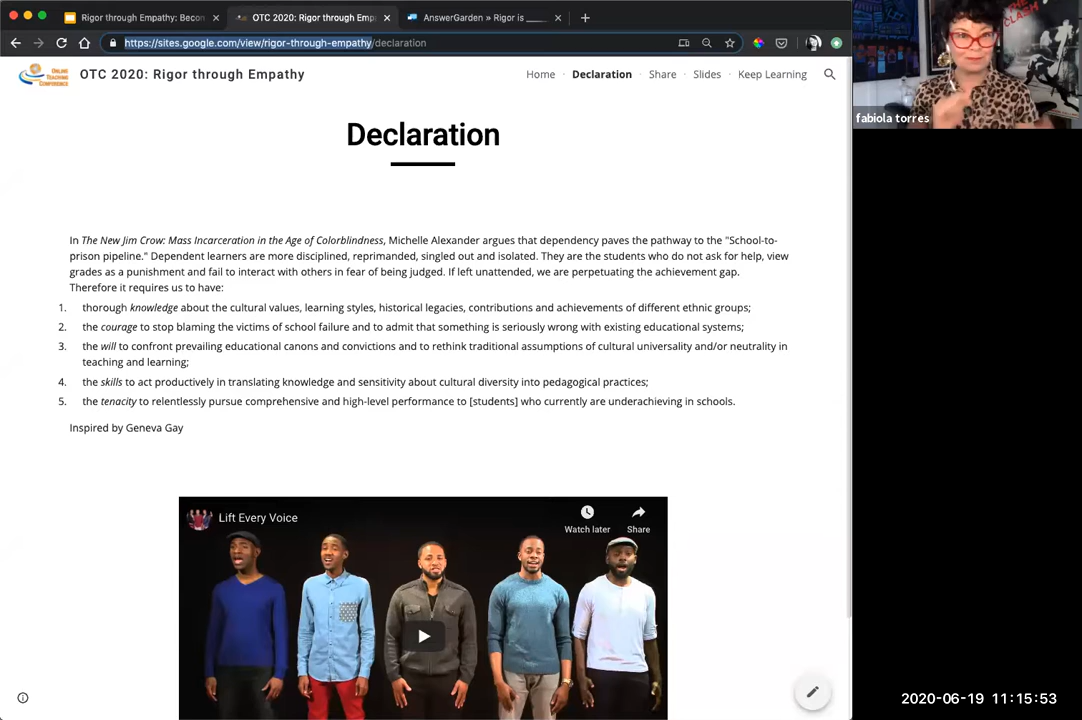 Rigor through Empathy: Becon
OTC 2020: Rigor through Emp
AnswerGarden » Rigor is ____
https://sites.google.com/view/rigor-through-empathy/declaration
ONLINE TEACHING CONFERENCE
OTC 2020: Rigor through Empathy
Home
Declaration
Share
Slides
Keep Learning
THE CLASH
fabiola torres
Declaration
In The New Jim Crow: Mass Incarceration in the Age of Colorblindness, Michelle Alexander argues that dependency paves the pathway to the "School-to-
prison pipeline." Dependent learners are more disciplined, reprimanded, singled out and isolated. They are the students who do not ask for help, view
grades as a punishment and fail to interact with others in fear of being judged. If left unattended, we are perpetuating the achievement gap.
Therefore it requires us to have:
1. thorough knowledge about the cultural values, learning styles, historical legacies, contributions and achievements of different ethnic groups;
2. the courage to stop blaming the victims of school failure and to admit that something is seriously wrong with existing educational systems;
3. the will to confront prevailing educational canons and convictions and to rethink traditional assumptions of cultural universality and/or neutrality in
teaching and learning;
4. the skills to act productively in translating knowledge and sensitivity about cultural diversity into pedagogical practices;
5. the tenacity to relentlessly pursue comprehensive and high-level performance to [students] who currently are underachieving in schools.
Inspired by Geneva Gay
Lift Every Voice
Watch later
Share
2020-06-19 11:15:53